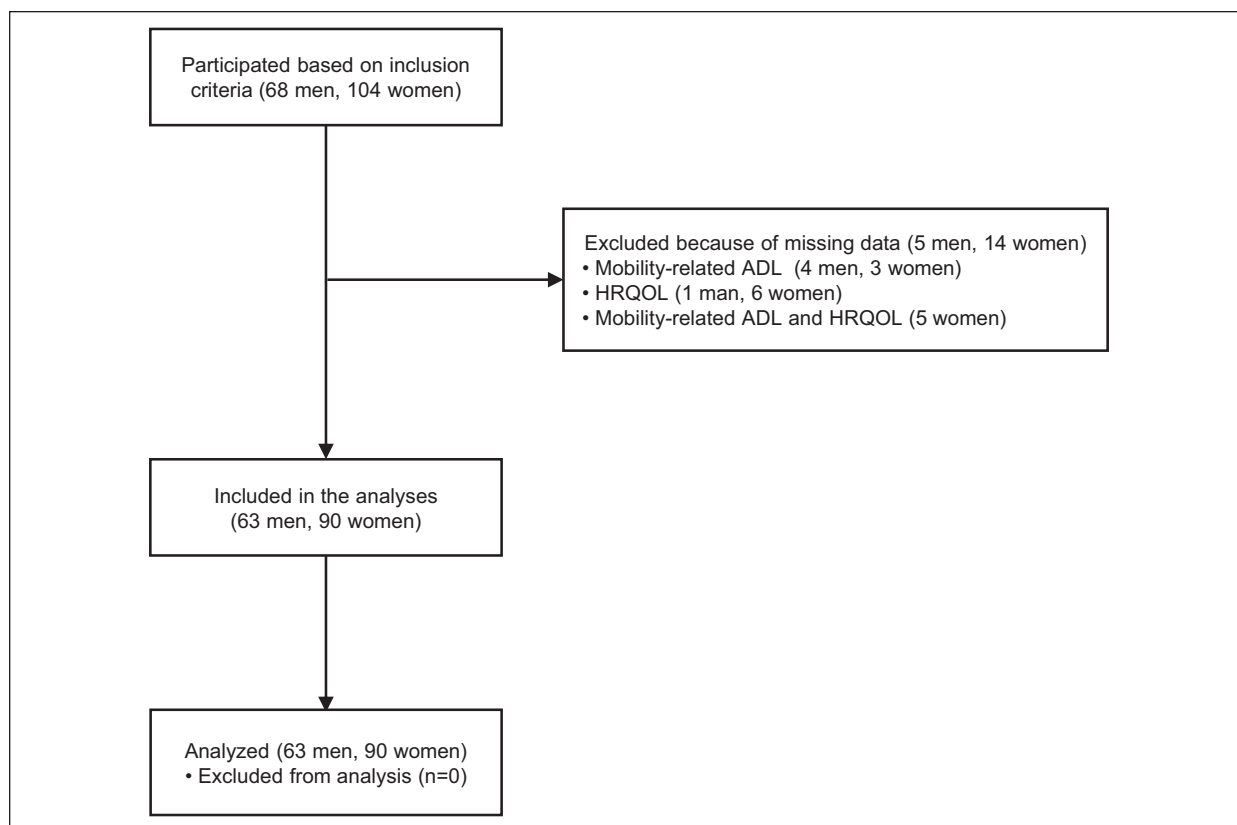 Participated based on inclusion
criteria (68 men, 104 women)
Excluded because of missing data (5 men, 14 women)
• Mobility-related ADL (4 men, 3 women)
• HRQOL (1 man, 6 women)
• Mobility-related ADL and HRQOL (5 women)
Included in the analyses
(63 men, 90 women)
Analyzed (63 men, 90 women)
• Excluded from analysis (n=0)